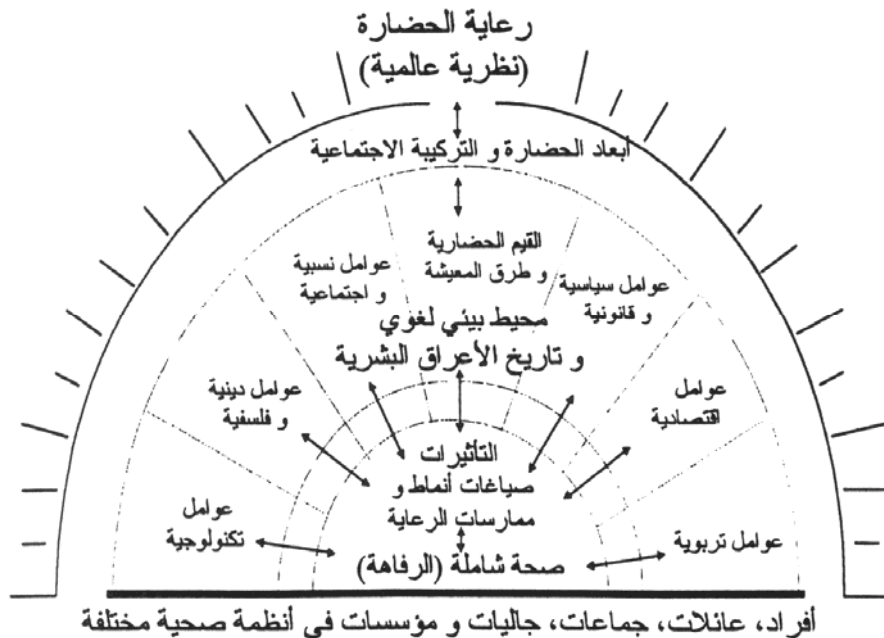 رعاية الحضارة
(نظرية عالمية)
أبعاد الحضارة و التركيبة الاجتماعية
القيم الحضارية
و طرق المعيشة
عوامل سياسية
و قانونية
عوامل نسبية
و اجتماعية
محيط بيئي لغوي
و تاريخ الأعراق البشرية
عوامل
اقتصادية
عوامل دينية
و فلسفية
التأثيرات
صياغات أنماط و
ممارسات الرعاية
عوامل تربوية
عوامل
تكنولوجية
صحة شاملة (الرفاهة)
أفراد، عائلات، جماعات، جاليات و مؤسسات في أنظمة صحية مختلفة